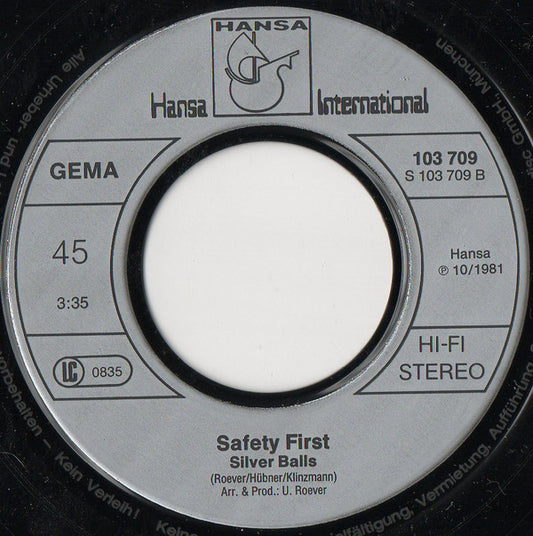 HANSA
Hansa International
GEMA
45
3:35
LC 0835
103 709
S 103 709 B
Hansa
℗ 10/1981
HI-FI
STEREO
Safety First
Silver Balls
(Roever/Hübner/Klinzmann)
Arr. & Prod.: U. Roever
Alle Urheber- und
vorbehalten – Kein Verleih! Keine
Vermietung, Aufführung,
GmbH, München